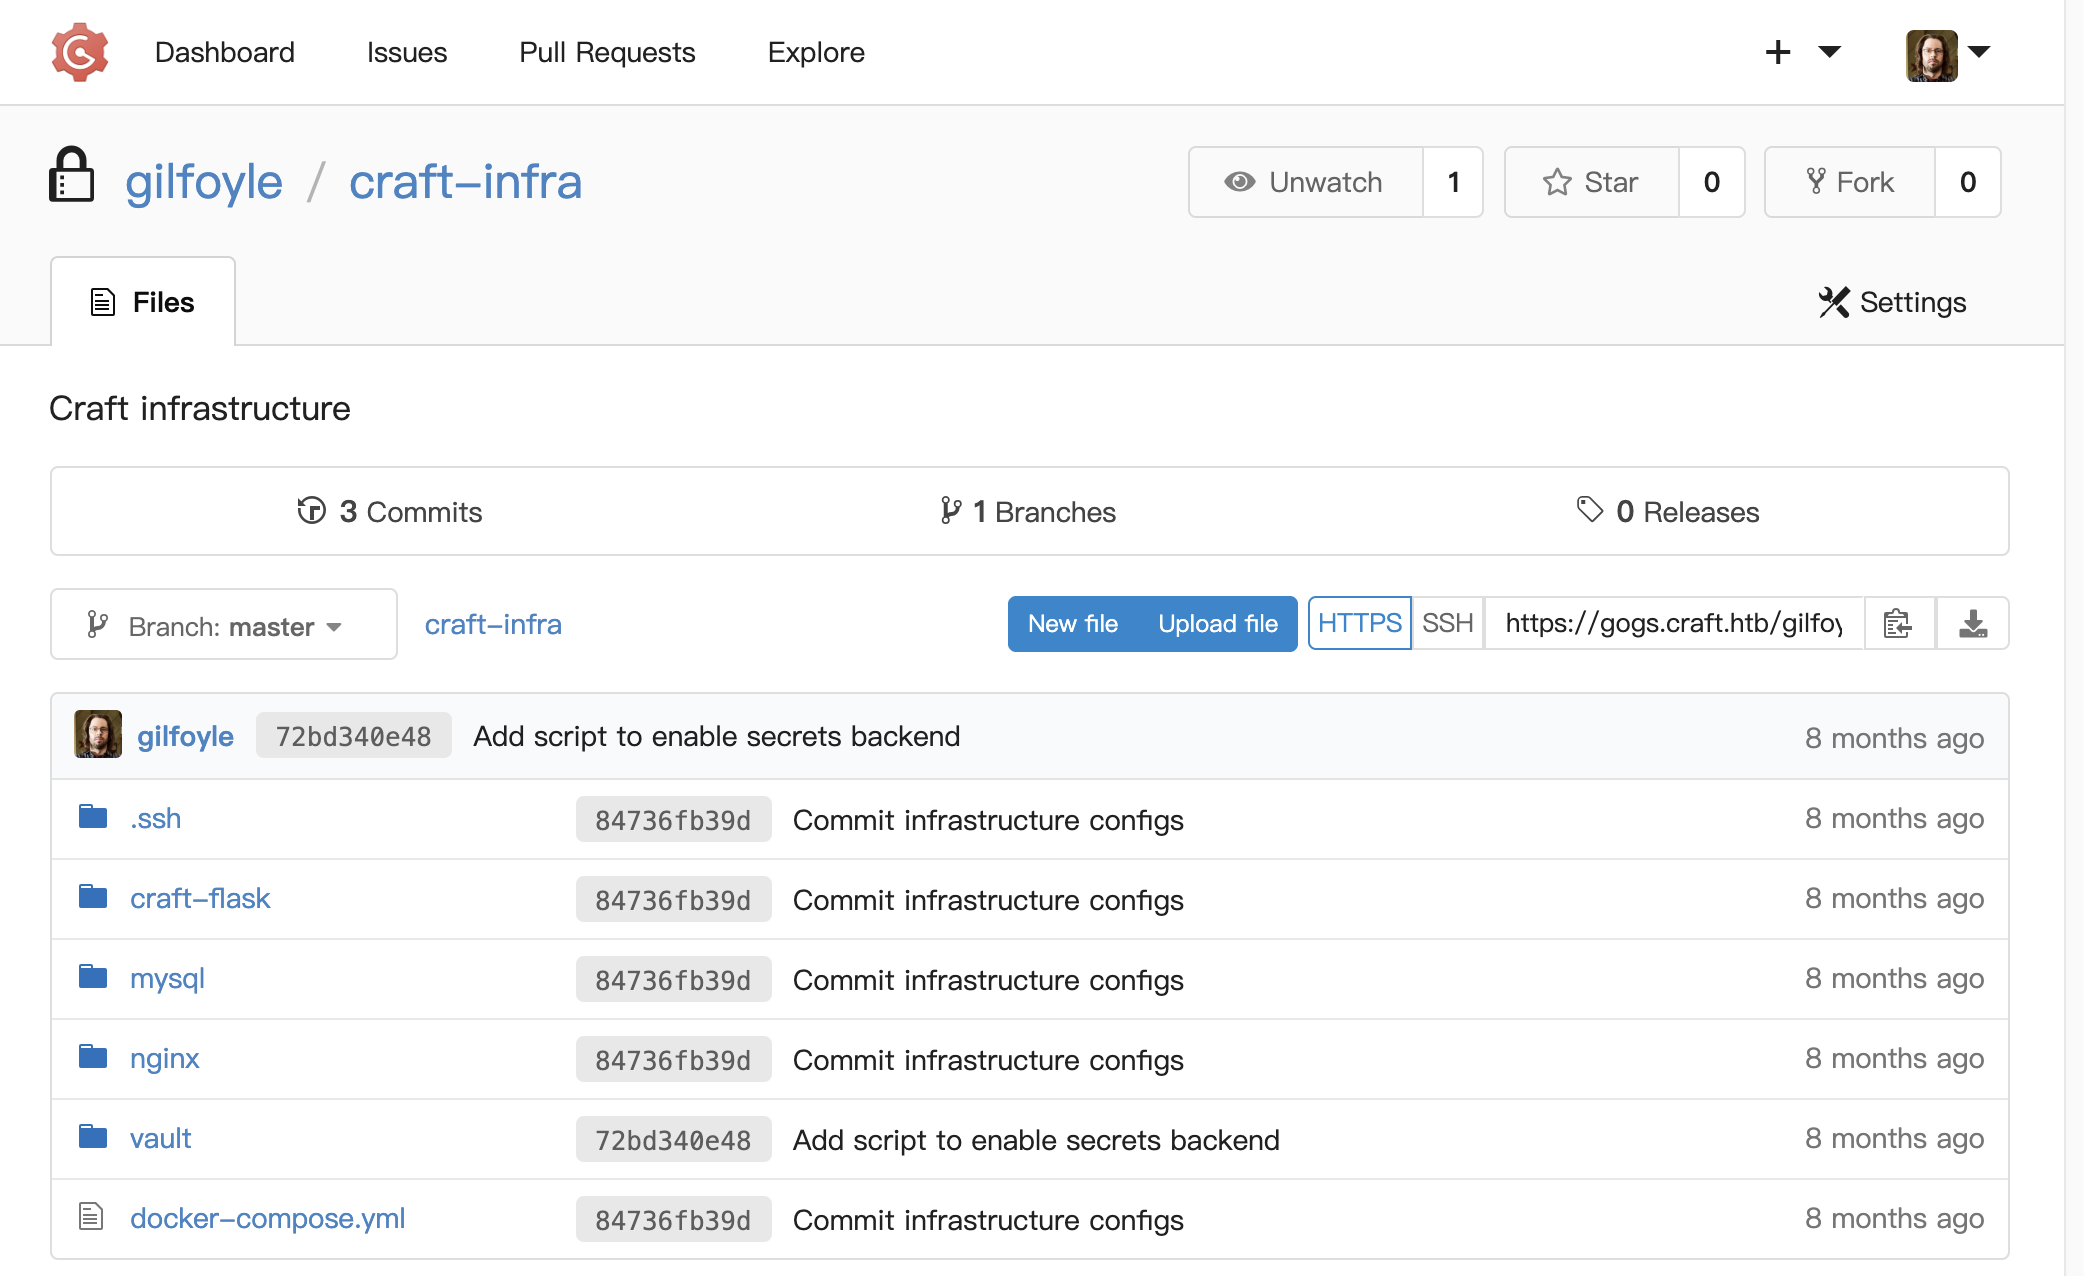 Dashboard Issues Pull Requests Explore
gilfoyle / craft-infra Unwatch 1 Star 0 Fork 0
Files Settings
Craft infrastructure
3 Commits 1 Branches 0 Releases
Branch: master craft-infra New file Upload file HTTPS SSH https://gogs.craft.htb/gilfoy
gilfoyle 72bd340e48 Add script to enable secrets backend 8 months ago
.ssh 84736fb39d Commit infrastructure configs 8 months ago
craft-flask 84736fb39d Commit infrastructure configs 8 months ago
mysql 84736fb39d Commit infrastructure configs 8 months ago
nginx 84736fb39d Commit infrastructure configs 8 months ago
vault 72bd340e48 Add script to enable secrets backend 8 months ago
docker-compose.yml 84736fb39d Commit infrastructure configs 8 months ago